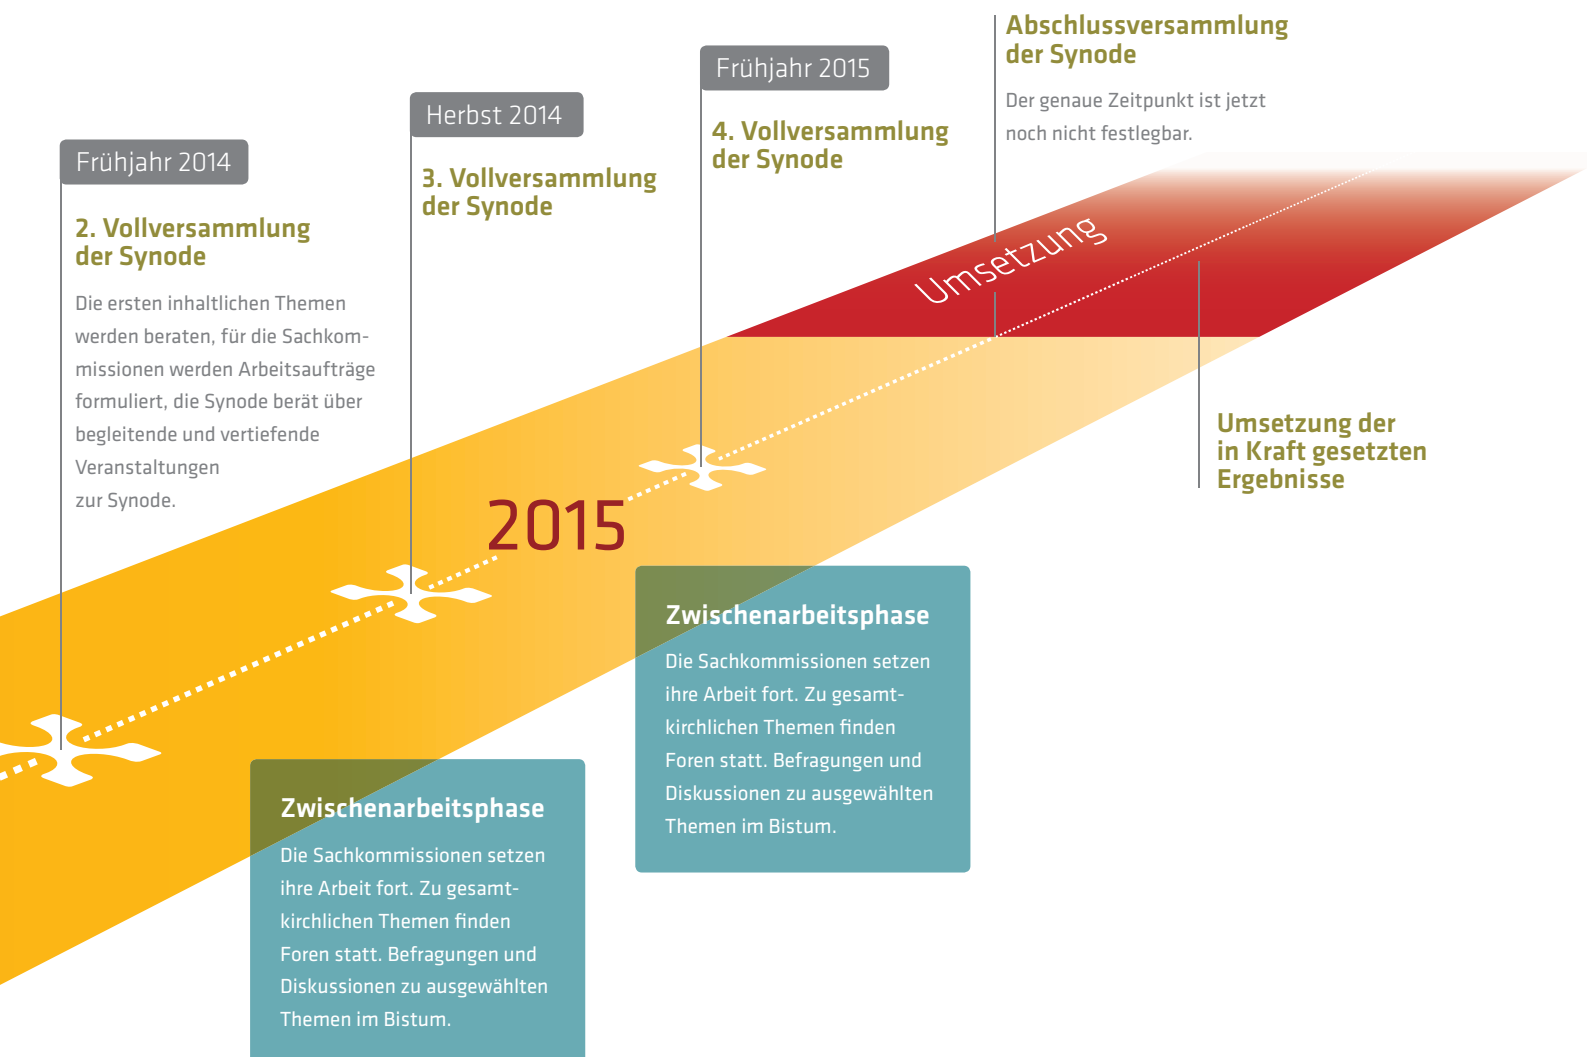 Frühjahr 2014
2. Vollversammlung
der Synode
Die ersten inhaltlichen Themen
werden beraten, für die Sachkom-
missionen werden Arbeitsaufträge
formuliert, die Synode berät über
begleitende und vertiefende
Veranstaltungen
zur Synode.
Zwischenarbeitsphase
Die Sachkommissionen setzen
ihre Arbeit fort. Zu gesamt-
kirchlichen Themen finden
Foren statt. Befragungen und
Diskussionen zu ausgewählten
Themen im Bistum.
Herbst 2014
3. Vollversammlung
der Synode
2015
Zwischenarbeitsphase
Die Sachkommissionen setzen
ihre Arbeit fort. Zu gesamt-
kirchlichen Themen finden
Foren statt. Befragungen und
Diskussionen zu ausgewählten
Themen im Bistum.
Frühjahr 2015
4. Vollversammlung
der Synode
Abschlussversammlung
der Synode
Der genaue Zeitpunkt ist jetzt
noch nicht festlegbar.
Umsetzung
Umsetzung der
in Kraft gesetzten
Ergebnisse